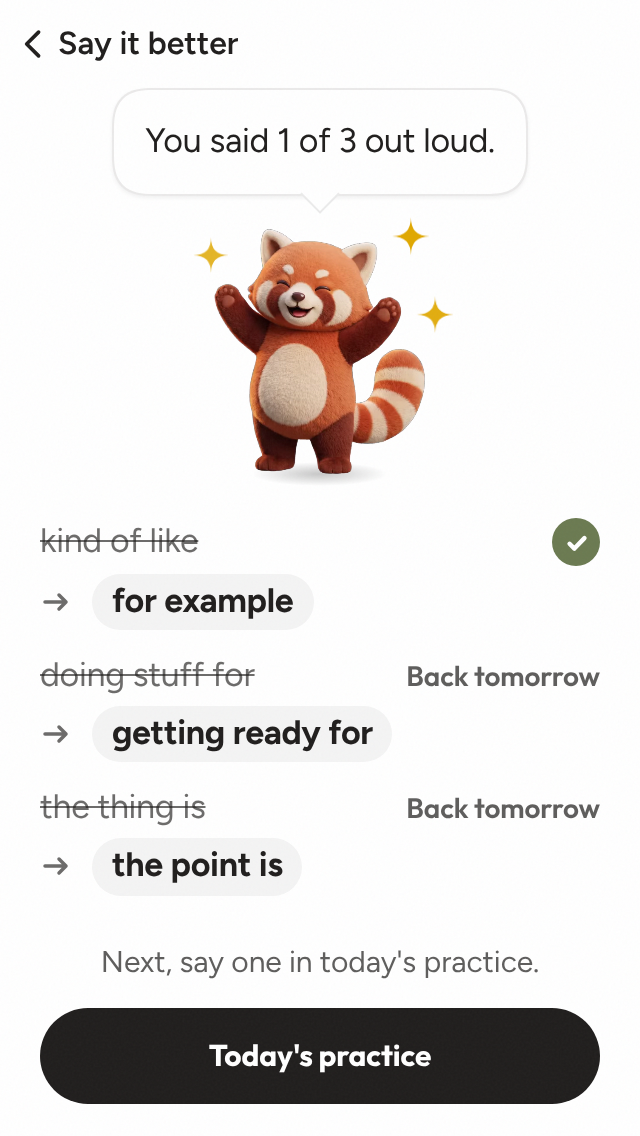 Say it better
You said 1 of 3 out loud.
kind of like
→ for example
doing stuff for Back tomorrow
→ getting ready for
the thing is Back tomorrow
→ the point is
Next, say one in today's practice.
Today's practice